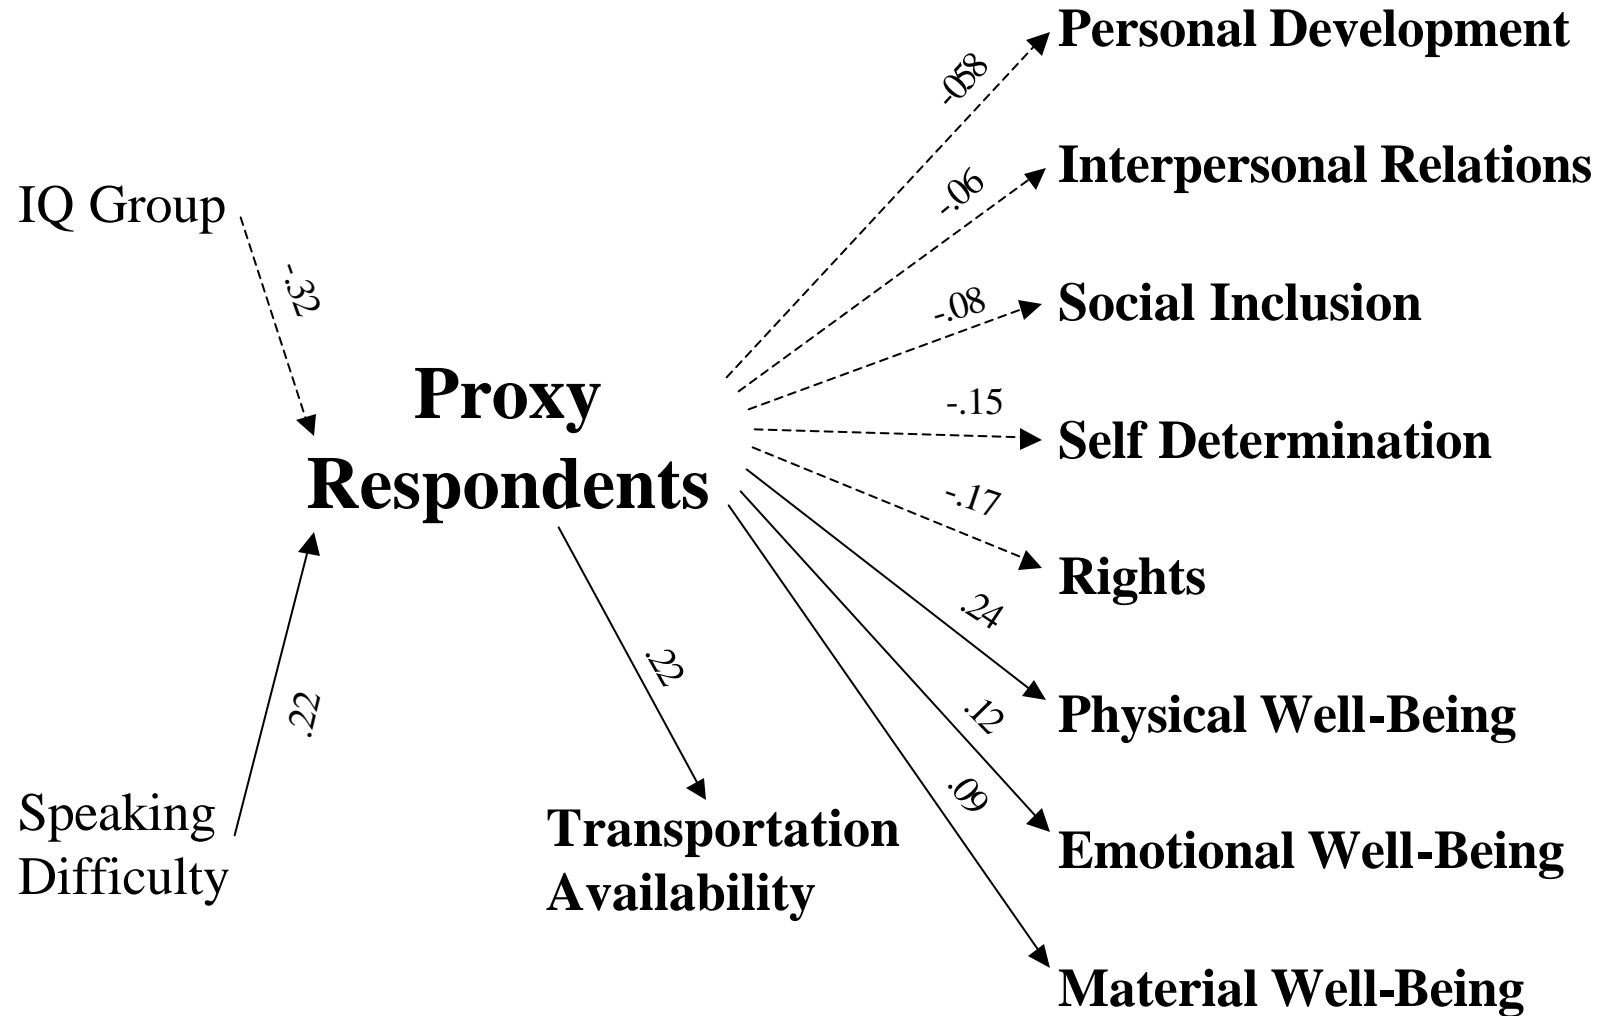 Personal Development
-058
Interpersonal Relations
-.06
IQ Group
-.32
Social Inclusion
-.08
Proxy
Respondents
-.15
Self Determination
-.17
Rights
.24
Physical Well-Being
.22
.22
.12
Emotional Well-Being
.09
Speaking
Difficulty
Transportation
Availability
Material Well-Being